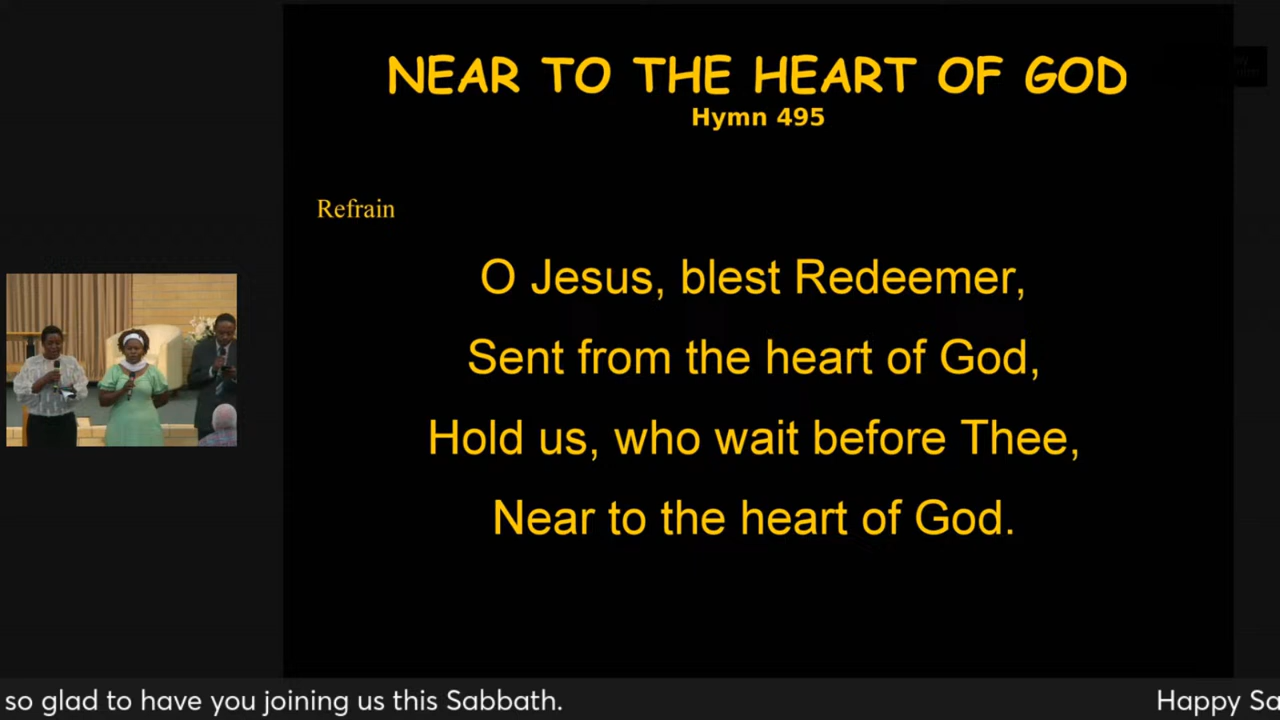 NEAR TO THE HEART OF GOD
Hymn 495
Refrain
O Jesus, blest Redeemer,
Sent from the heart of God,
Hold us, who wait before Thee,
Near to the heart of God.
so glad to have you joining us this Sabbath.
Happy